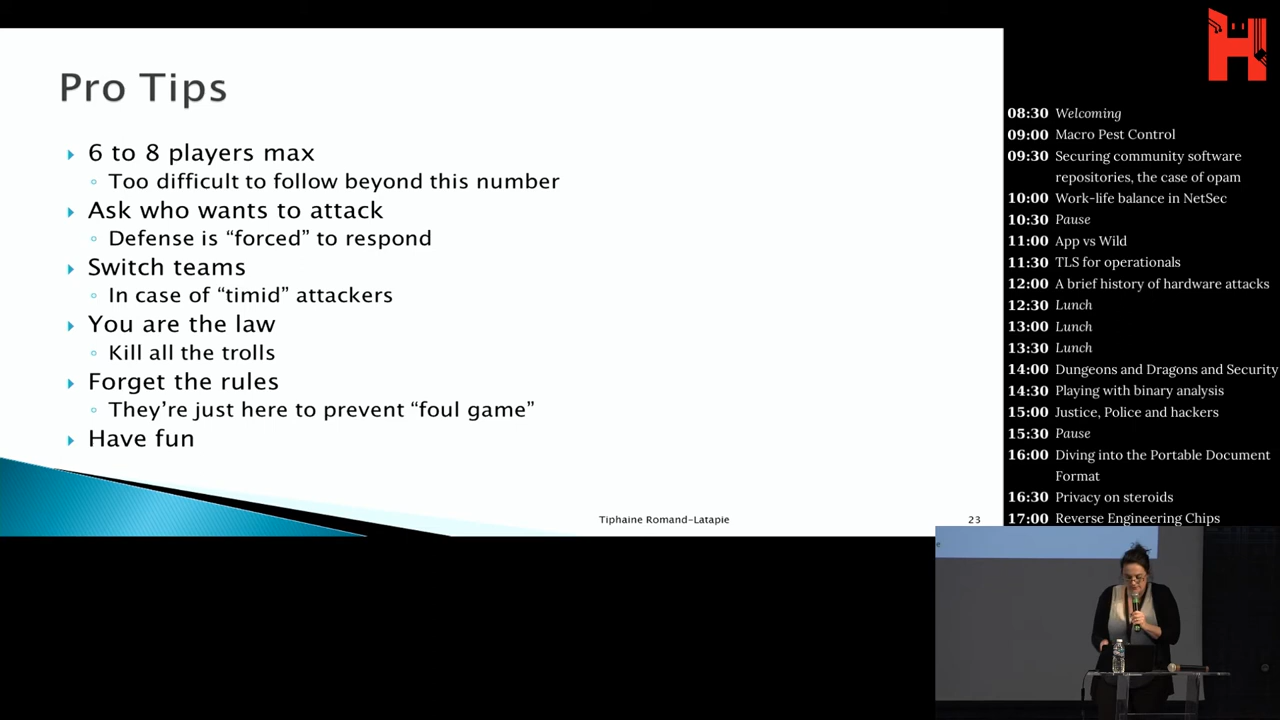 Pro Tips
6 to 8 players max
Too difficult to follow beyond this number
Ask who wants to attack
Defense is “forced” to respond
Switch teams
In case of “timid” attackers
You are the law
Kill all the trolls
Forget the rules
They’re just here to prevent “foul game”
Have fun
Tiphaine Romand-Latapie
23
08:30 Welcoming
09:00 Macro Pest Control
09:30 Securing community software
repositories, the case of opam
10:00 Work-life balance in NetSec
10:30 Pause
11:00 App vs Wild
11:30 TLS for operationals
12:00 A brief history of hardware attacks
12:30 Lunch
13:00 Lunch
13:30 Lunch
14:00 Dungeons and Dragons and Security
14:30 Playing with binary analysis
15:00 Justice, Police and hackers
15:30 Pause
16:00 Diving into the Portable Document
Format
16:30 Privacy on steroids
17:00 Reverse Engineering Chips